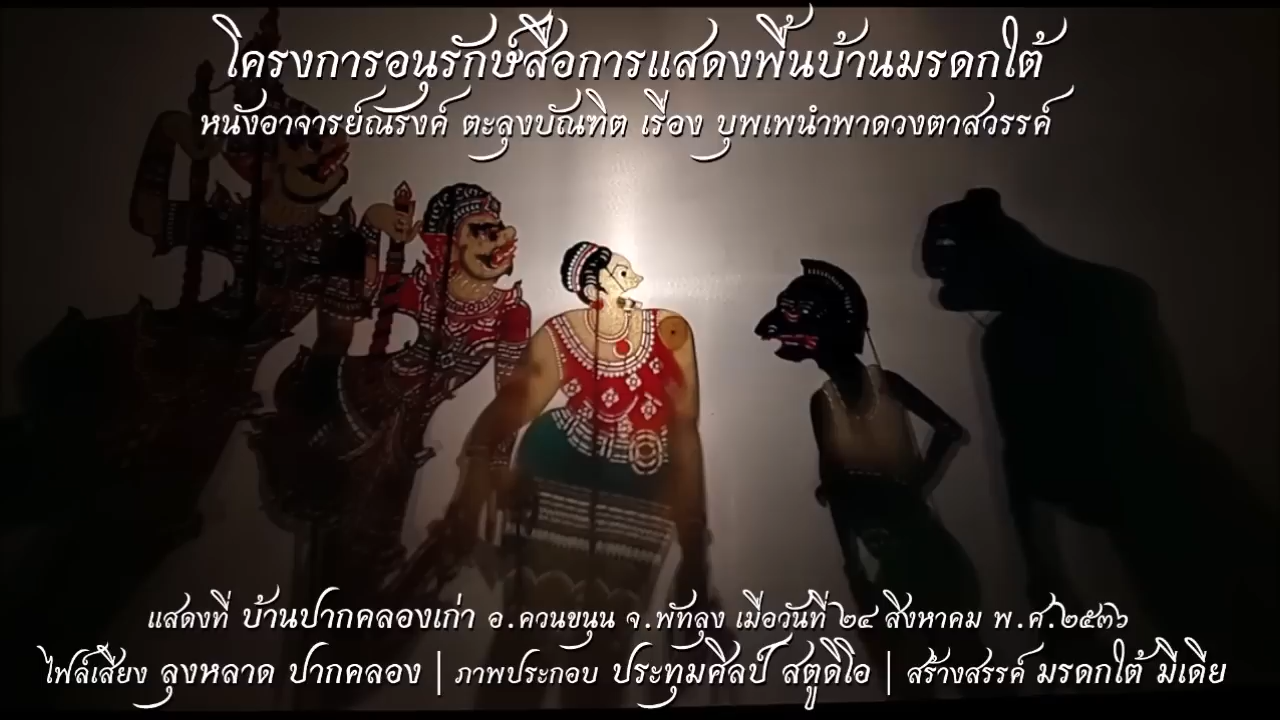 โครงการอนุรักษ์สื่อการแสดงพื้นบ้านมรดกใต้
หนังอาจารย์ณรงค์ ตะลุงบัณฑิต เรื่อง บุพเพนำพาดวงตาสวรรค์
แสดงที่ บ้านปากคลองเก่า อ.ควนขนุน จ.พัทลุง เมื่อวันที่ ๒๔ สิงหาคม พ.ศ.๒๕๓๖
ไฟล์เสียง ลุงหลาด ปากคลอง | ภาพประกอบ ประทุมศิลป์ สตูดิโอ | สร้างสรรค์ มรดกใต้ มีเดีย